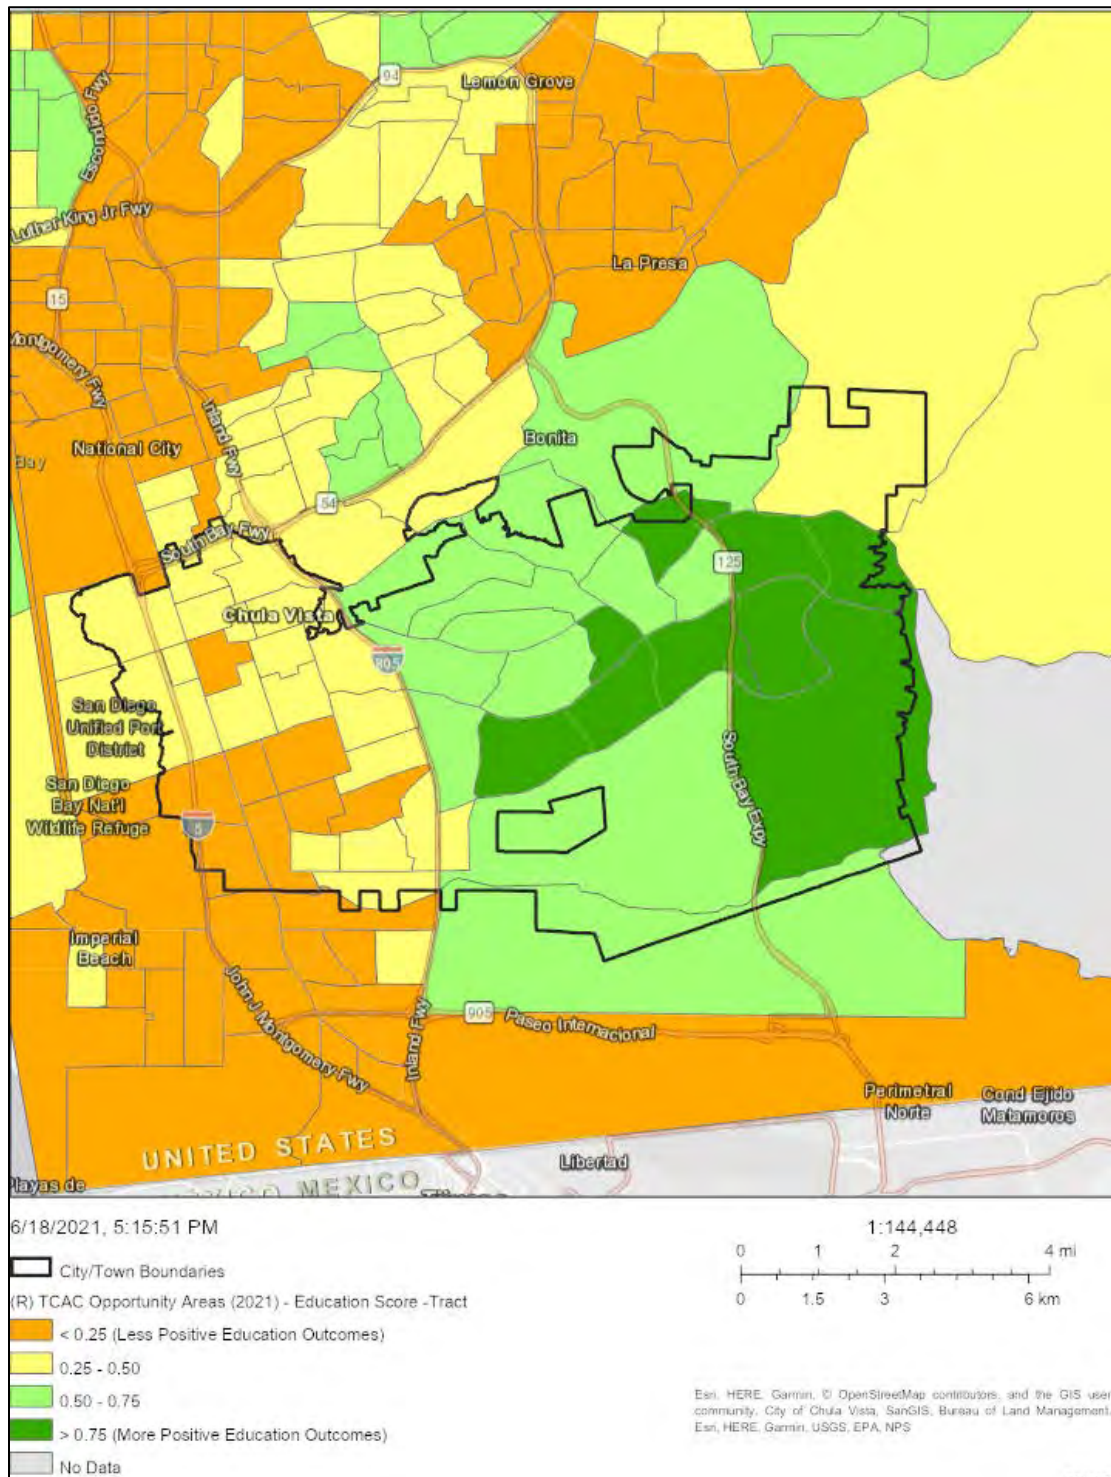 94
Lemon Grove
Escondido Fwy
Luther King Jr Fwy
La Presa
15
Montgomery Fwy
Inland Fwy
National City
Bonita
Bay
54
South Bay Fwy
125
Chula Vista
805
San Diego
Unified Port
District
San Diego
Bay Nat'l
Wildlife Refuge
South Bay Expy
5
Imperial
Beach
John J Montgomery Fwy
Inland Fwy
905
Paseo Internacional
Perimetral
Norte
Cond Ejido
Matamoros
UNITED STATES
MEXICO
Libertad
Playas de
6/18/2021, 5:15:51 PM
City/Town Boundaries
(R) TCAC Opportunity Areas (2021) - Education Score -Tract
< 0.25 (Less Positive Education Outcomes)
0.25 - 0.50
0.50 - 0.75
> 0.75 (More Positive Education Outcomes)
No Data
1:144,448
0 1 2 4 mi
0 1.5 3 6 km
Esri, HERE, Garmin, © OpenStreetMap contributors, and the GIS user
community, City of Chula Vista, SanGIS, Bureau of Land Management,
Esri, HERE, Garmin, USGS, EPA, NPS